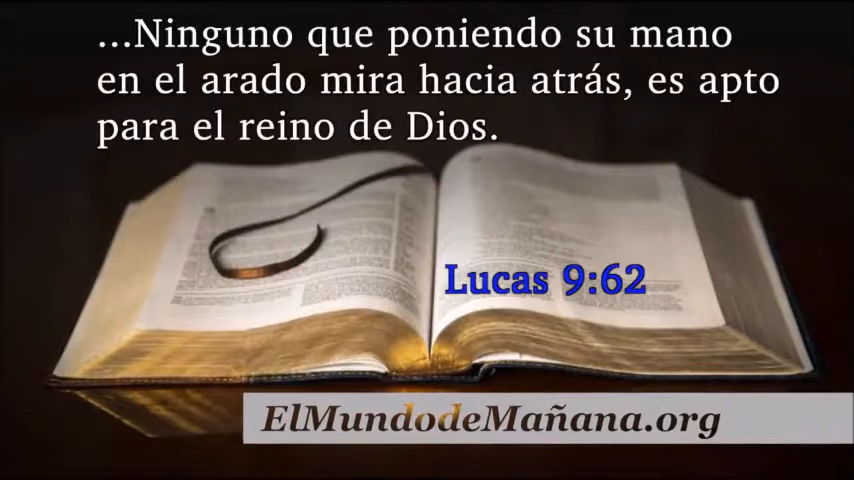 ...Ninguno que poniendo su mano
en el arado mira hacia atrás, es apto
para el reino de Dios.
Lucas 9:62
ElMundodeMañana.org